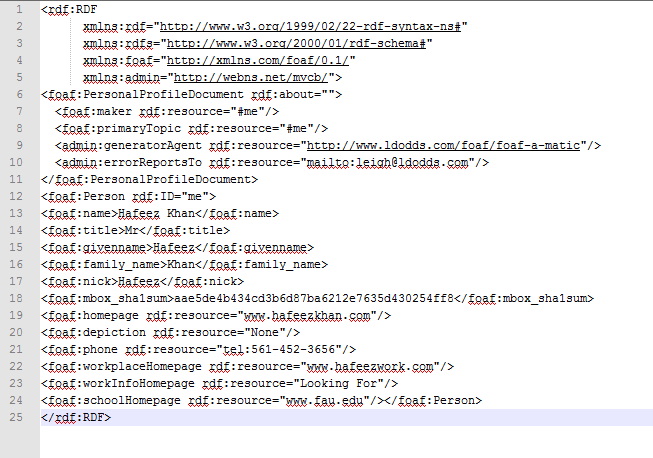 1 <rdf:RDF
2 xmlns:rdf="http://www.w3.org/1999/02/22-rdf-syntax-ns#"
3 xmlns:rdfs="http://www.w3.org/2000/01/rdf-schema#"
4 xmlns:foaf="http://xmlns.com/foaf/0.1/"
5 xmlns:admin="http://webns.net/mvcb/">
6 <foaf:PersonalProfileDocument rdf:about="">
7 <foaf:maker rdf:resource="#me"/>
8 <foaf:primaryTopic rdf:resource="#me"/>
9 <admin:generatorAgent rdf:resource="http://www.ldodds.com/foaf/foaf-a-matic"/>
10 <admin:errorReportsTo rdf:resource="mailto:leigh@ldodds.com"/>
11 </foaf:PersonalProfileDocument>
12 <foaf:Person rdf:ID="me">
13 <foaf:name>Hafeez Khan</foaf:name>
14 <foaf:title>Mr</foaf:title>
15 <foaf:givenname>Hafeez</foaf:givenname>
16 <foaf:family_name>Khan</foaf:family_name>
17 <foaf:nick>Hafeez</foaf:nick>
18 <foaf:mbox_sha1sum>aae5de4b434cd3b6d87ba6212e7635d430254ff8</foaf:mbox_sha1sum>
19 <foaf:homepage rdf:resource="www.hafeezkhan.com"/>
20 <foaf:depiction rdf:resource="None"/>
21 <foaf:phone rdf:resource="tel:561-452-3656"/>
22 <foaf:workplaceHomepage rdf:resource="www.hafeezwork.com"/>
23 <foaf:workInfoHomepage rdf:resource="Looking For"/>
24 <foaf:schoolHomepage rdf:resource="www.fau.edu"/></foaf:Person>
25 </rdf:RDF>